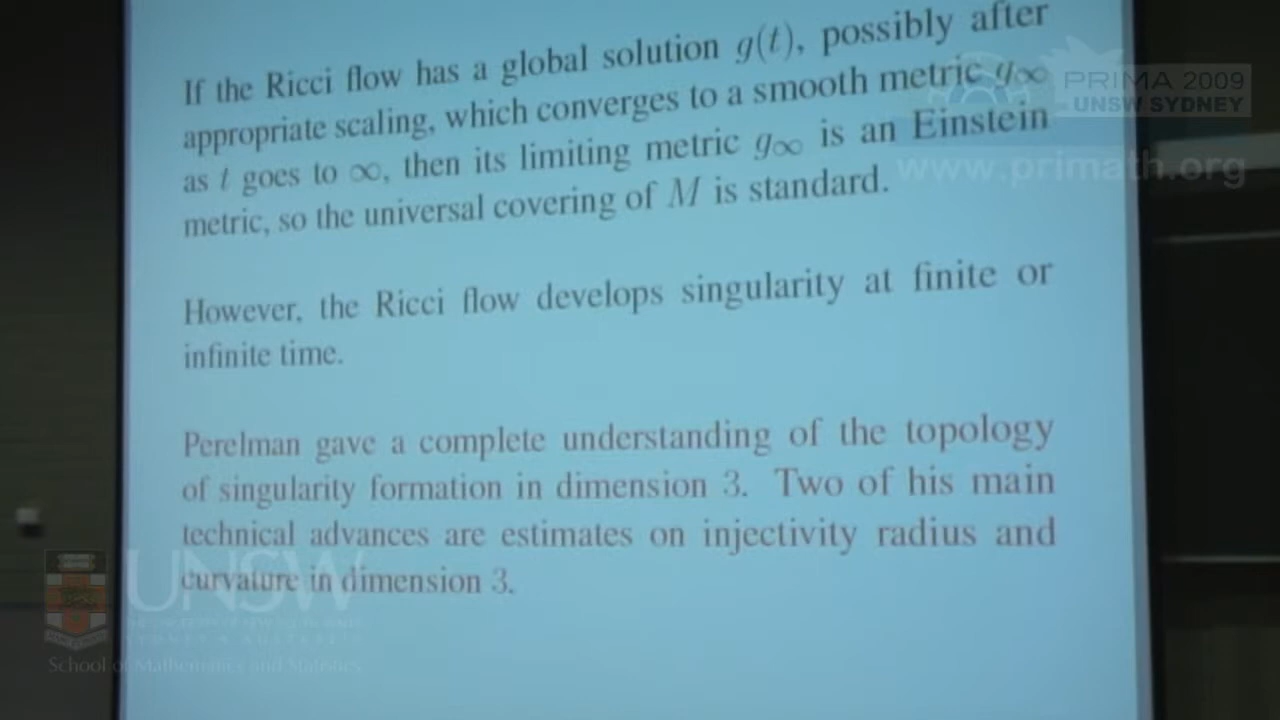 If the Ricci flow has a global solution g(t), possibly after
appropriate scaling, which converges to a smooth metric g∞
as t goes to ∞, then its limiting metric g∞ is an Einstein
metric, so the universal covering of M is standard.
However, the Ricci flow develops singularity at finite or
infinite time.
Perelman gave a complete understanding of the topology
of singularity formation in dimension 3. Two of his main
technical advances are estimates on injectivity radius and
curvature in dimension 3.
PRIMA 2009
UNSW SYDNEY
www.primath.org
UNSW
School of Mathematics and Statistics